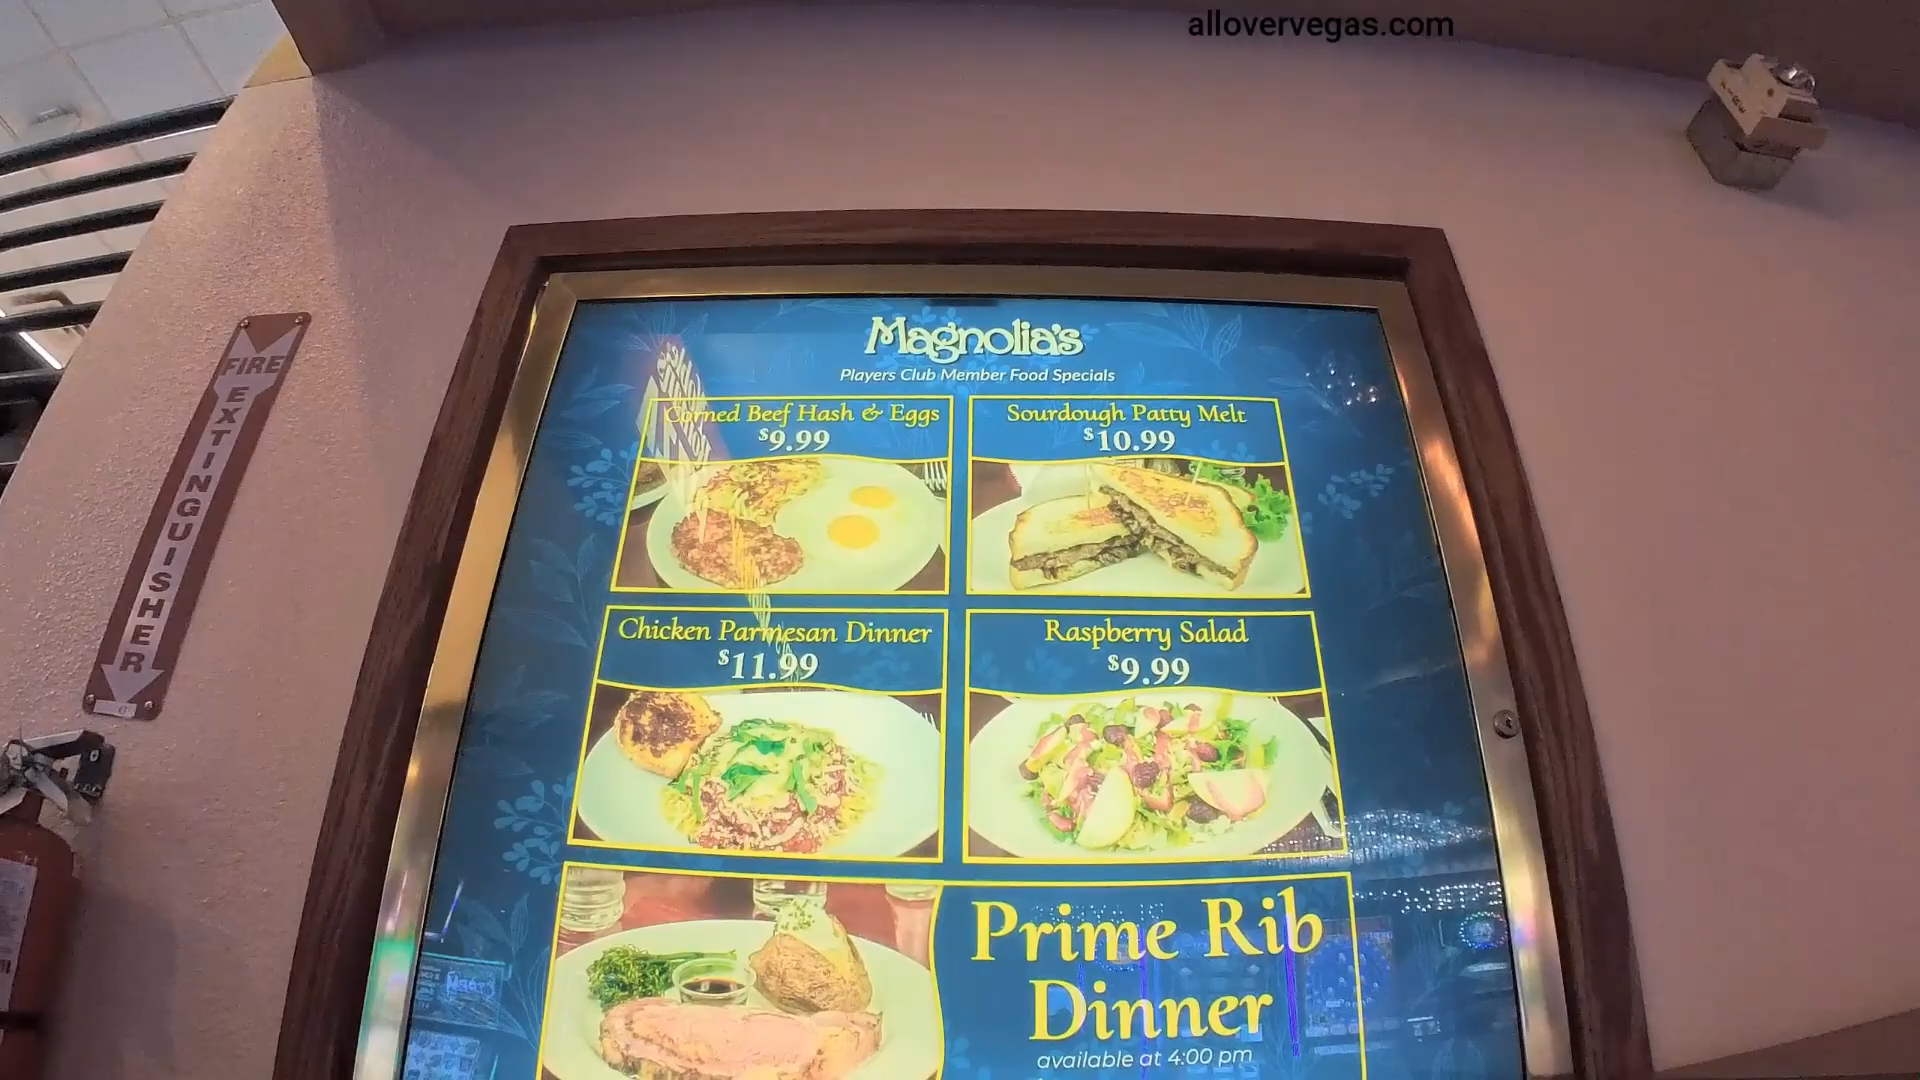 allovervegas.com
FIRE
EXTINGUISHER
Magnolia's
Players Club Member Food Specials
Corned Beef Hash & Eggs
$9.99
Sourdough Patty Melt
$10.99
Chicken Parmesan Dinner
$11.99
Raspberry Salad
$9.99
Prime Rib
Dinner
available at 4:00 pm